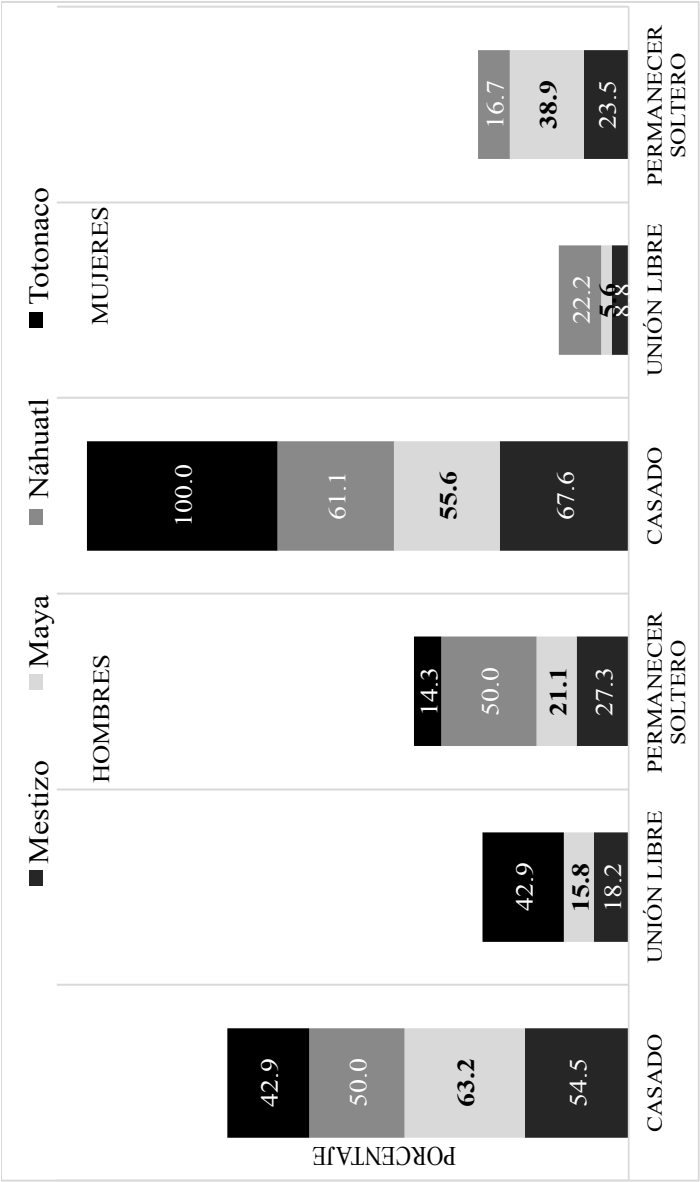 Mestizo Maya Náhuatl Totonaco
HOMBRES MUJERES
PORCENTAJE
42.9
50.0
63.2
54.5
42.9
15.8
18.2
14.3
50.0
21.1
27.3
100.0
61.1
55.6
67.6
22.2
5.6
8.8
16.7
38.9
23.5
CASADO
UNIÓN LIBRE
PERMANECER
SOLTERO
CASADO
UNIÓN LIBRE
PERMANECER
SOLTERO